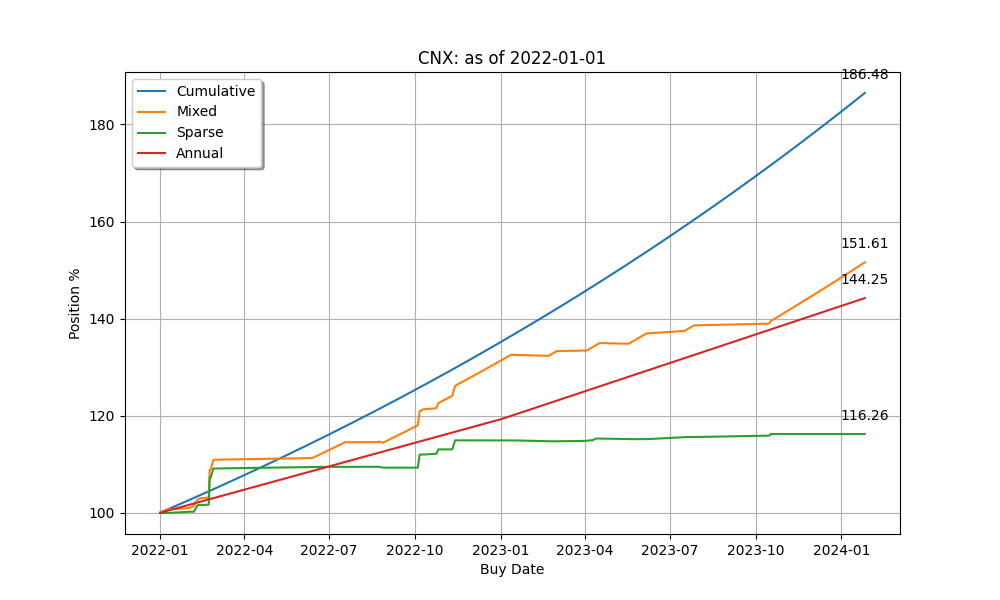 CNX: as of 2022-01-01
186.48
Cumulative
Mixed
Sparse
Annual
180
160
151.61
144.25
140
120
116.26
100
Position %
2022-01 2022-04 2022-07 2022-10 2023-01 2023-04 2023-07 2023-10 2024-01
Buy Date